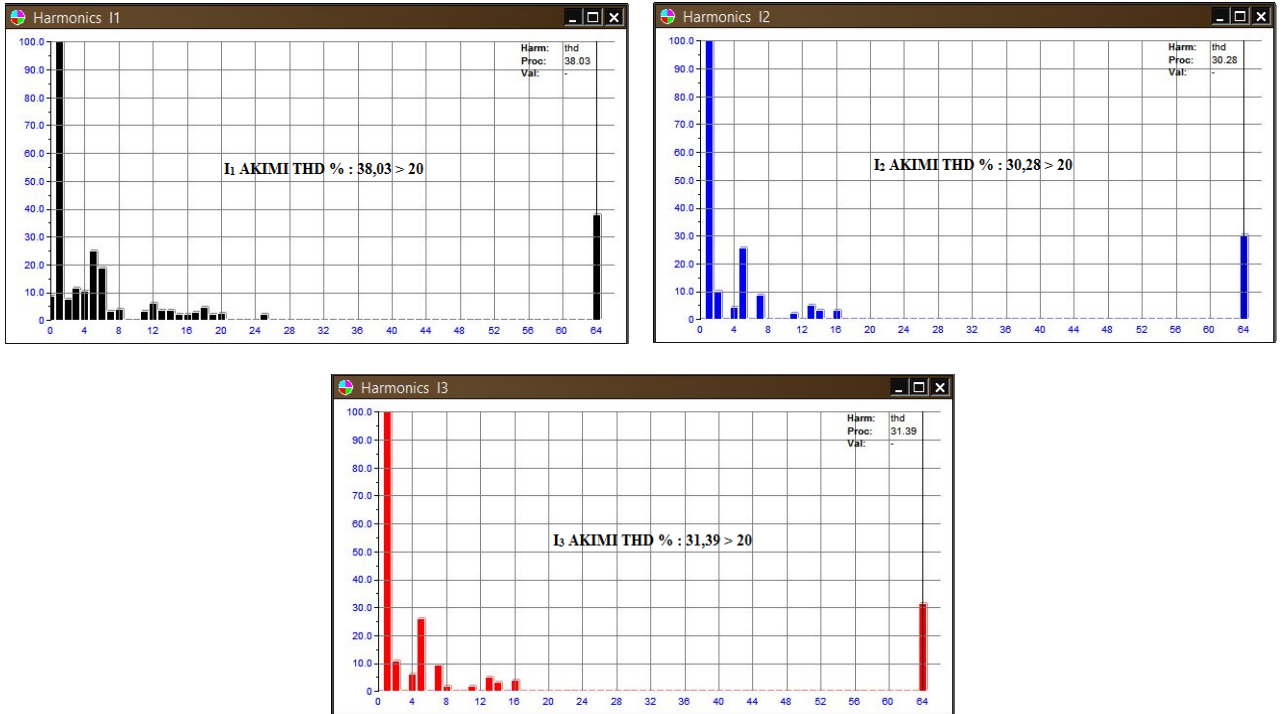 Harmonics I1
100.0
90.0
80.0
70.0
60.0
50.0
40.0
30.0
20.0
10.0
0
Harm: thd
Proc: 38.03
Val: -
I₁ AKIMI THD % : 38,03 > 20
0 4 8 12 16 20 24 28 32 36 40 44 48 52 56 60 64
Harmonics I2
100.0
90.0
80.0
70.0
60.0
50.0
40.0
30.0
20.0
10.0
0
Harm: thd
Proc: 30.28
Val: -
I₂ AKIMI THD % : 30,28 > 20
0 4 8 12 16 20 24 28 32 36 40 44 48 52 56 60 64
Harmonics I3
100.0
90.0
80.0
70.0
60.0
50.0
40.0
30.0
20.0
10.0
0
Harm: thd
Proc: 31.39
Val: -
I₃ AKIMI THD % : 31,39 > 20
0 4 8 12 16 20 24 28 32 36 40 44 48 52 56 60 64